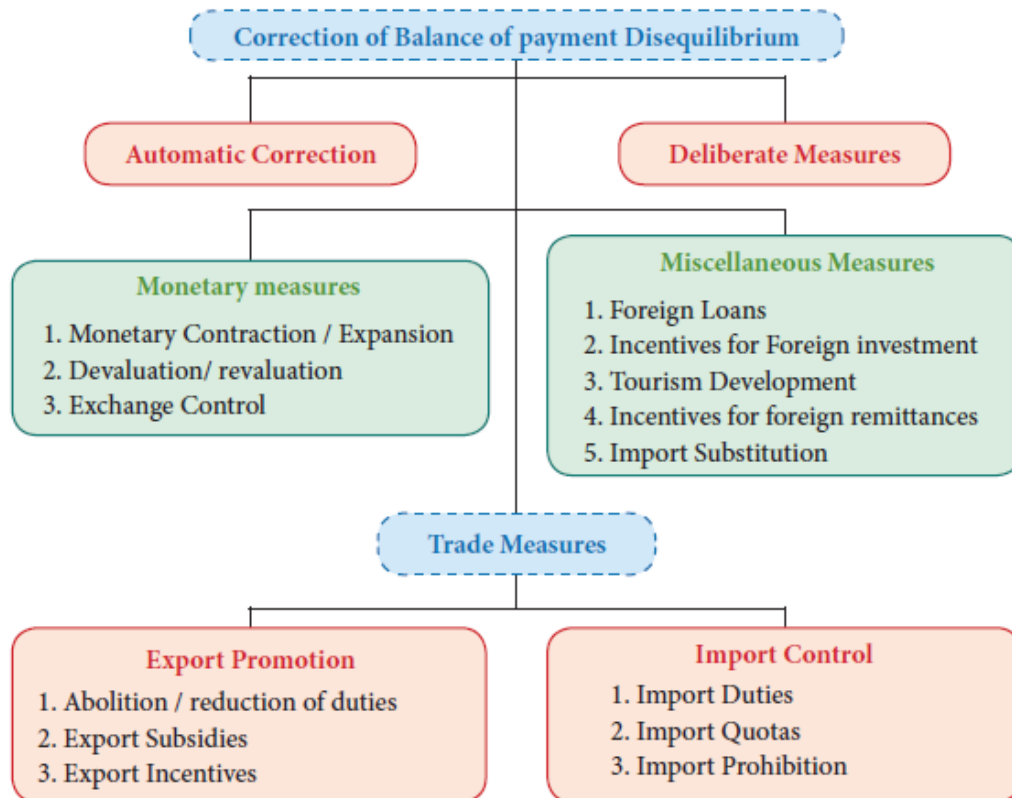 Correction of Balance of payment Disequilibrium
Automatic Correction
Deliberate Measures
Monetary measures
1. Monetary Contraction / Expansion
2. Devaluation/ revaluation
3. Exchange Control
Miscellaneous Measures
1. Foreign Loans
2. Incentives for Foreign investment
3. Tourism Development
4. Incentives for foreign remittances
5. Import Substitution
Trade Measures
Export Promotion
1. Abolition / reduction of duties
2. Export Subsidies
3. Export Incentives
Import Control
1. Import Duties
2. Import Quotas
3. Import Prohibition